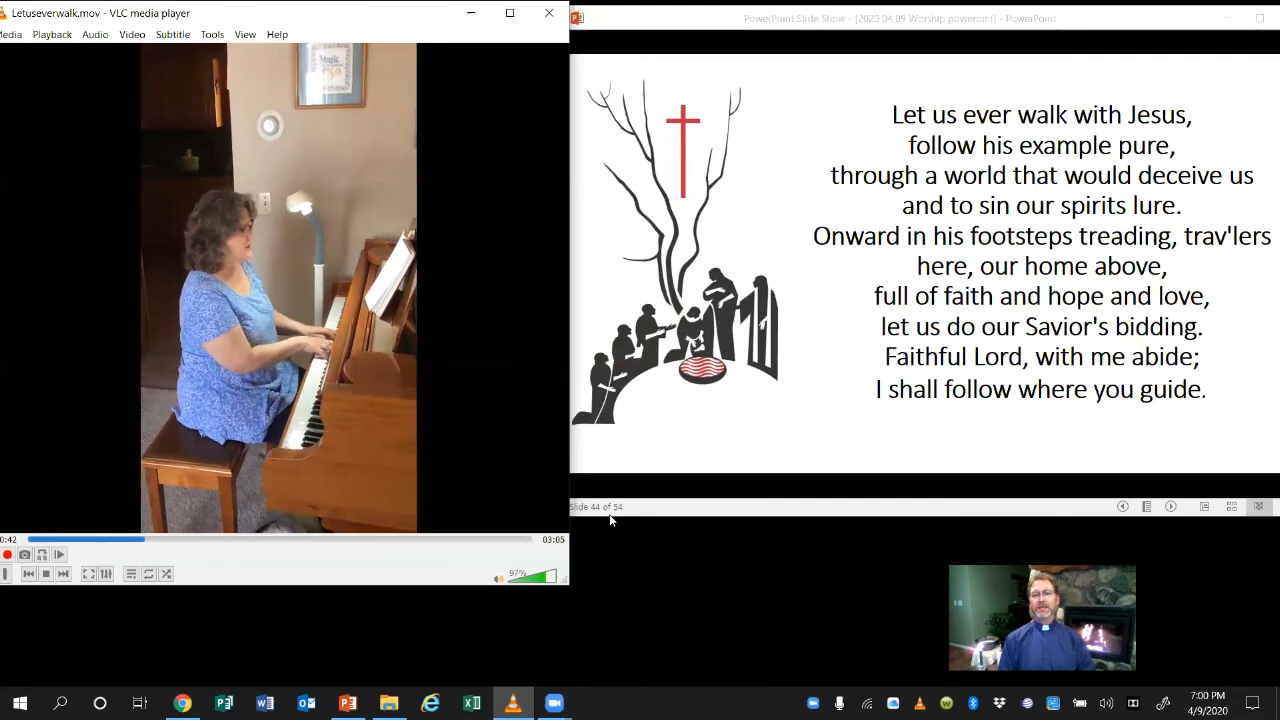 Letuseverwalk.mov - VLC media player
Media Playback Audio Video Subtitle Tools View Help
Music
0:42
03:05
97%
PowerPoint Slide Show - [2020 04 09 Worship powerpoint] - PowerPoint
Let us ever walk with Jesus,
follow his example pure,
through a world that would deceive us
and to sin our spirits lure.
Onward in his footsteps treading, trav'lers
here, our home above,
full of faith and hope and love,
let us do our Savior's bidding.
Faithful Lord, with me abide;
I shall follow where you guide.
Slide 44 of 54
7:00 PM
4/9/2020